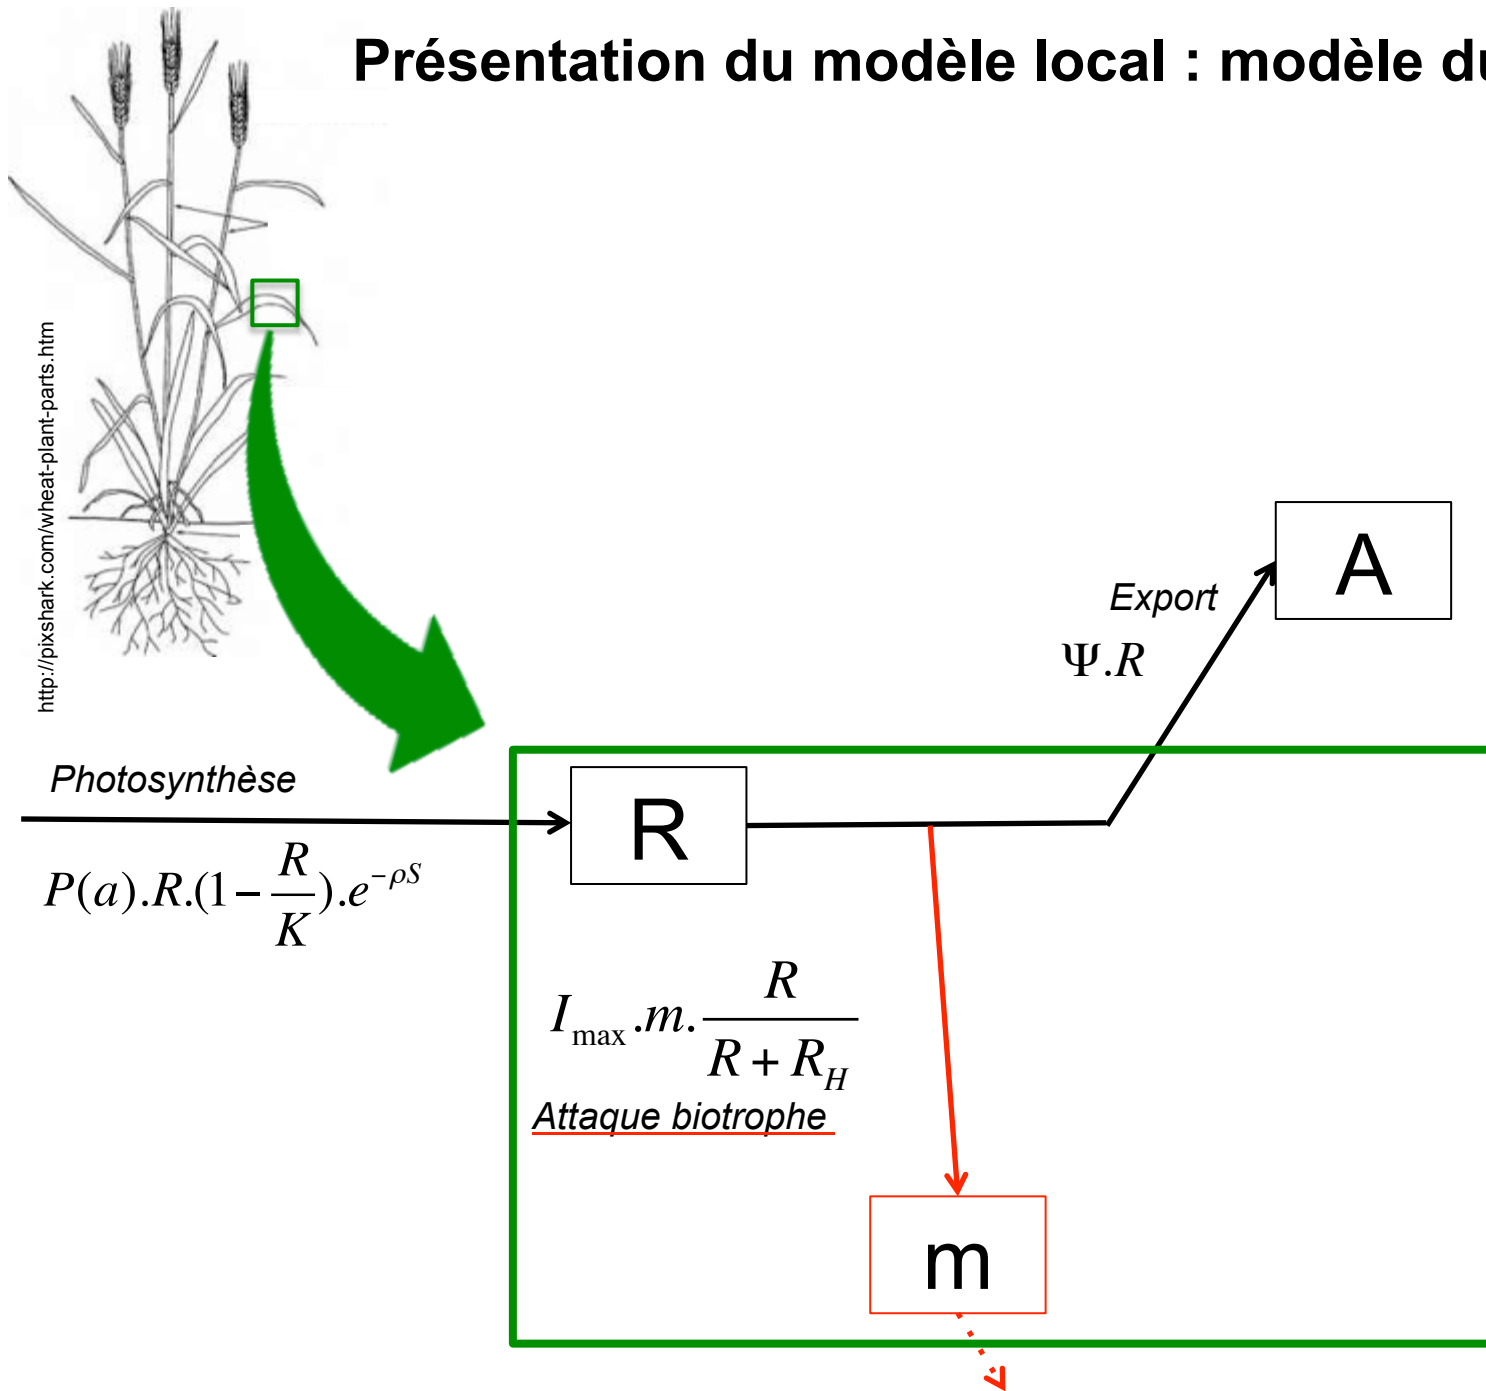 Présentation du modèle local : modèle du
http://pixshark.com/wheat-plant-parts.htm
A
Export
Ψ.R
Photosynthèse
R
P(a).R.(1 − R/K).e^{−ρS}
I_max.m. R/(R + R_H)
Attaque biotrophe
m